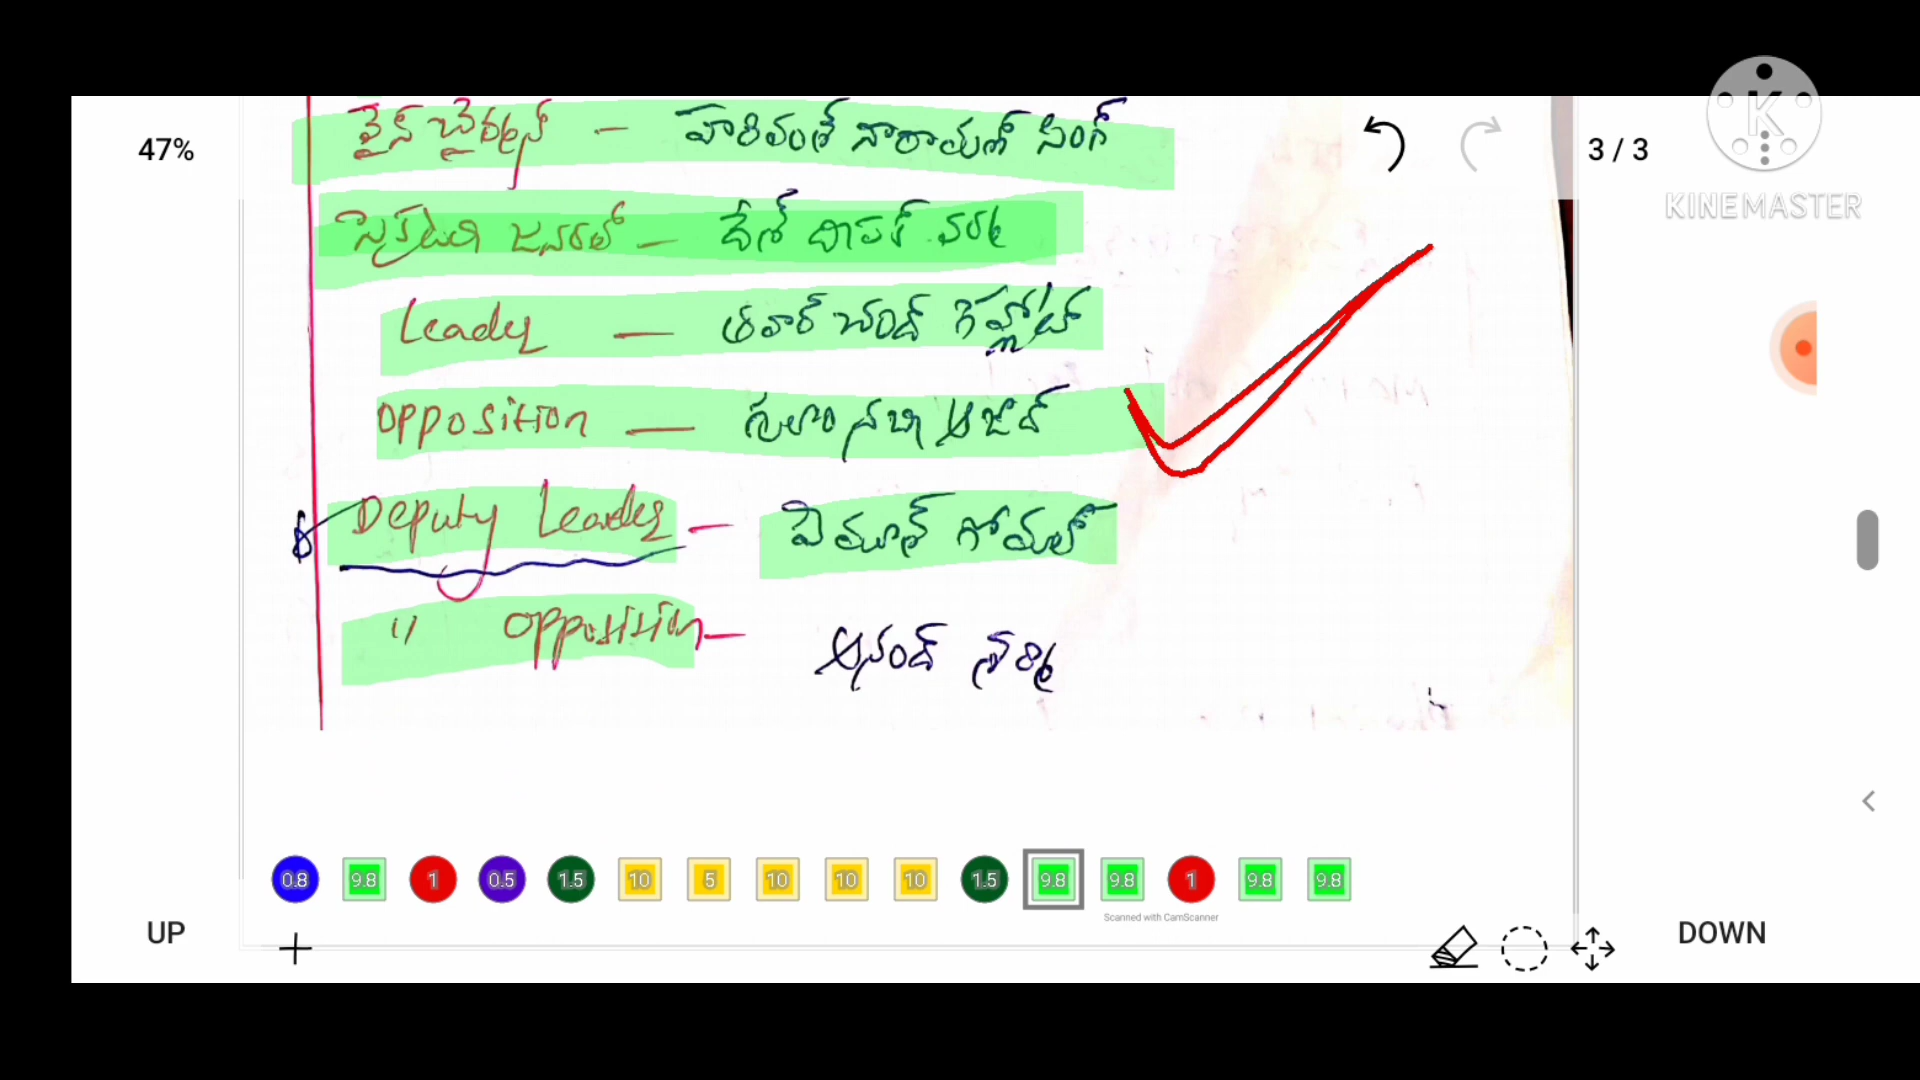 వైస్ ఛైర్మన్ - హరివంశ్ నారాయణ్ సింగ్
47%
3 / 3
KINEMASTER
సెక్రటరి జనరల్ - దేశ్ దీపక్ వర్మ
Leader - తవార్ చంద్ గెహ్లోట్
opposition - గులాం నబీ ఆజాద్
Deputy Leader - పియూష్ గోయల్
" opposition - ఆనంద్ శర్మ
0.8 9.8 1 0.5 1.5 10 5 10 10 10 1.5 9.8 9.8 1 9.8 9.8
Scanned with CamScanner
UP
DOWN